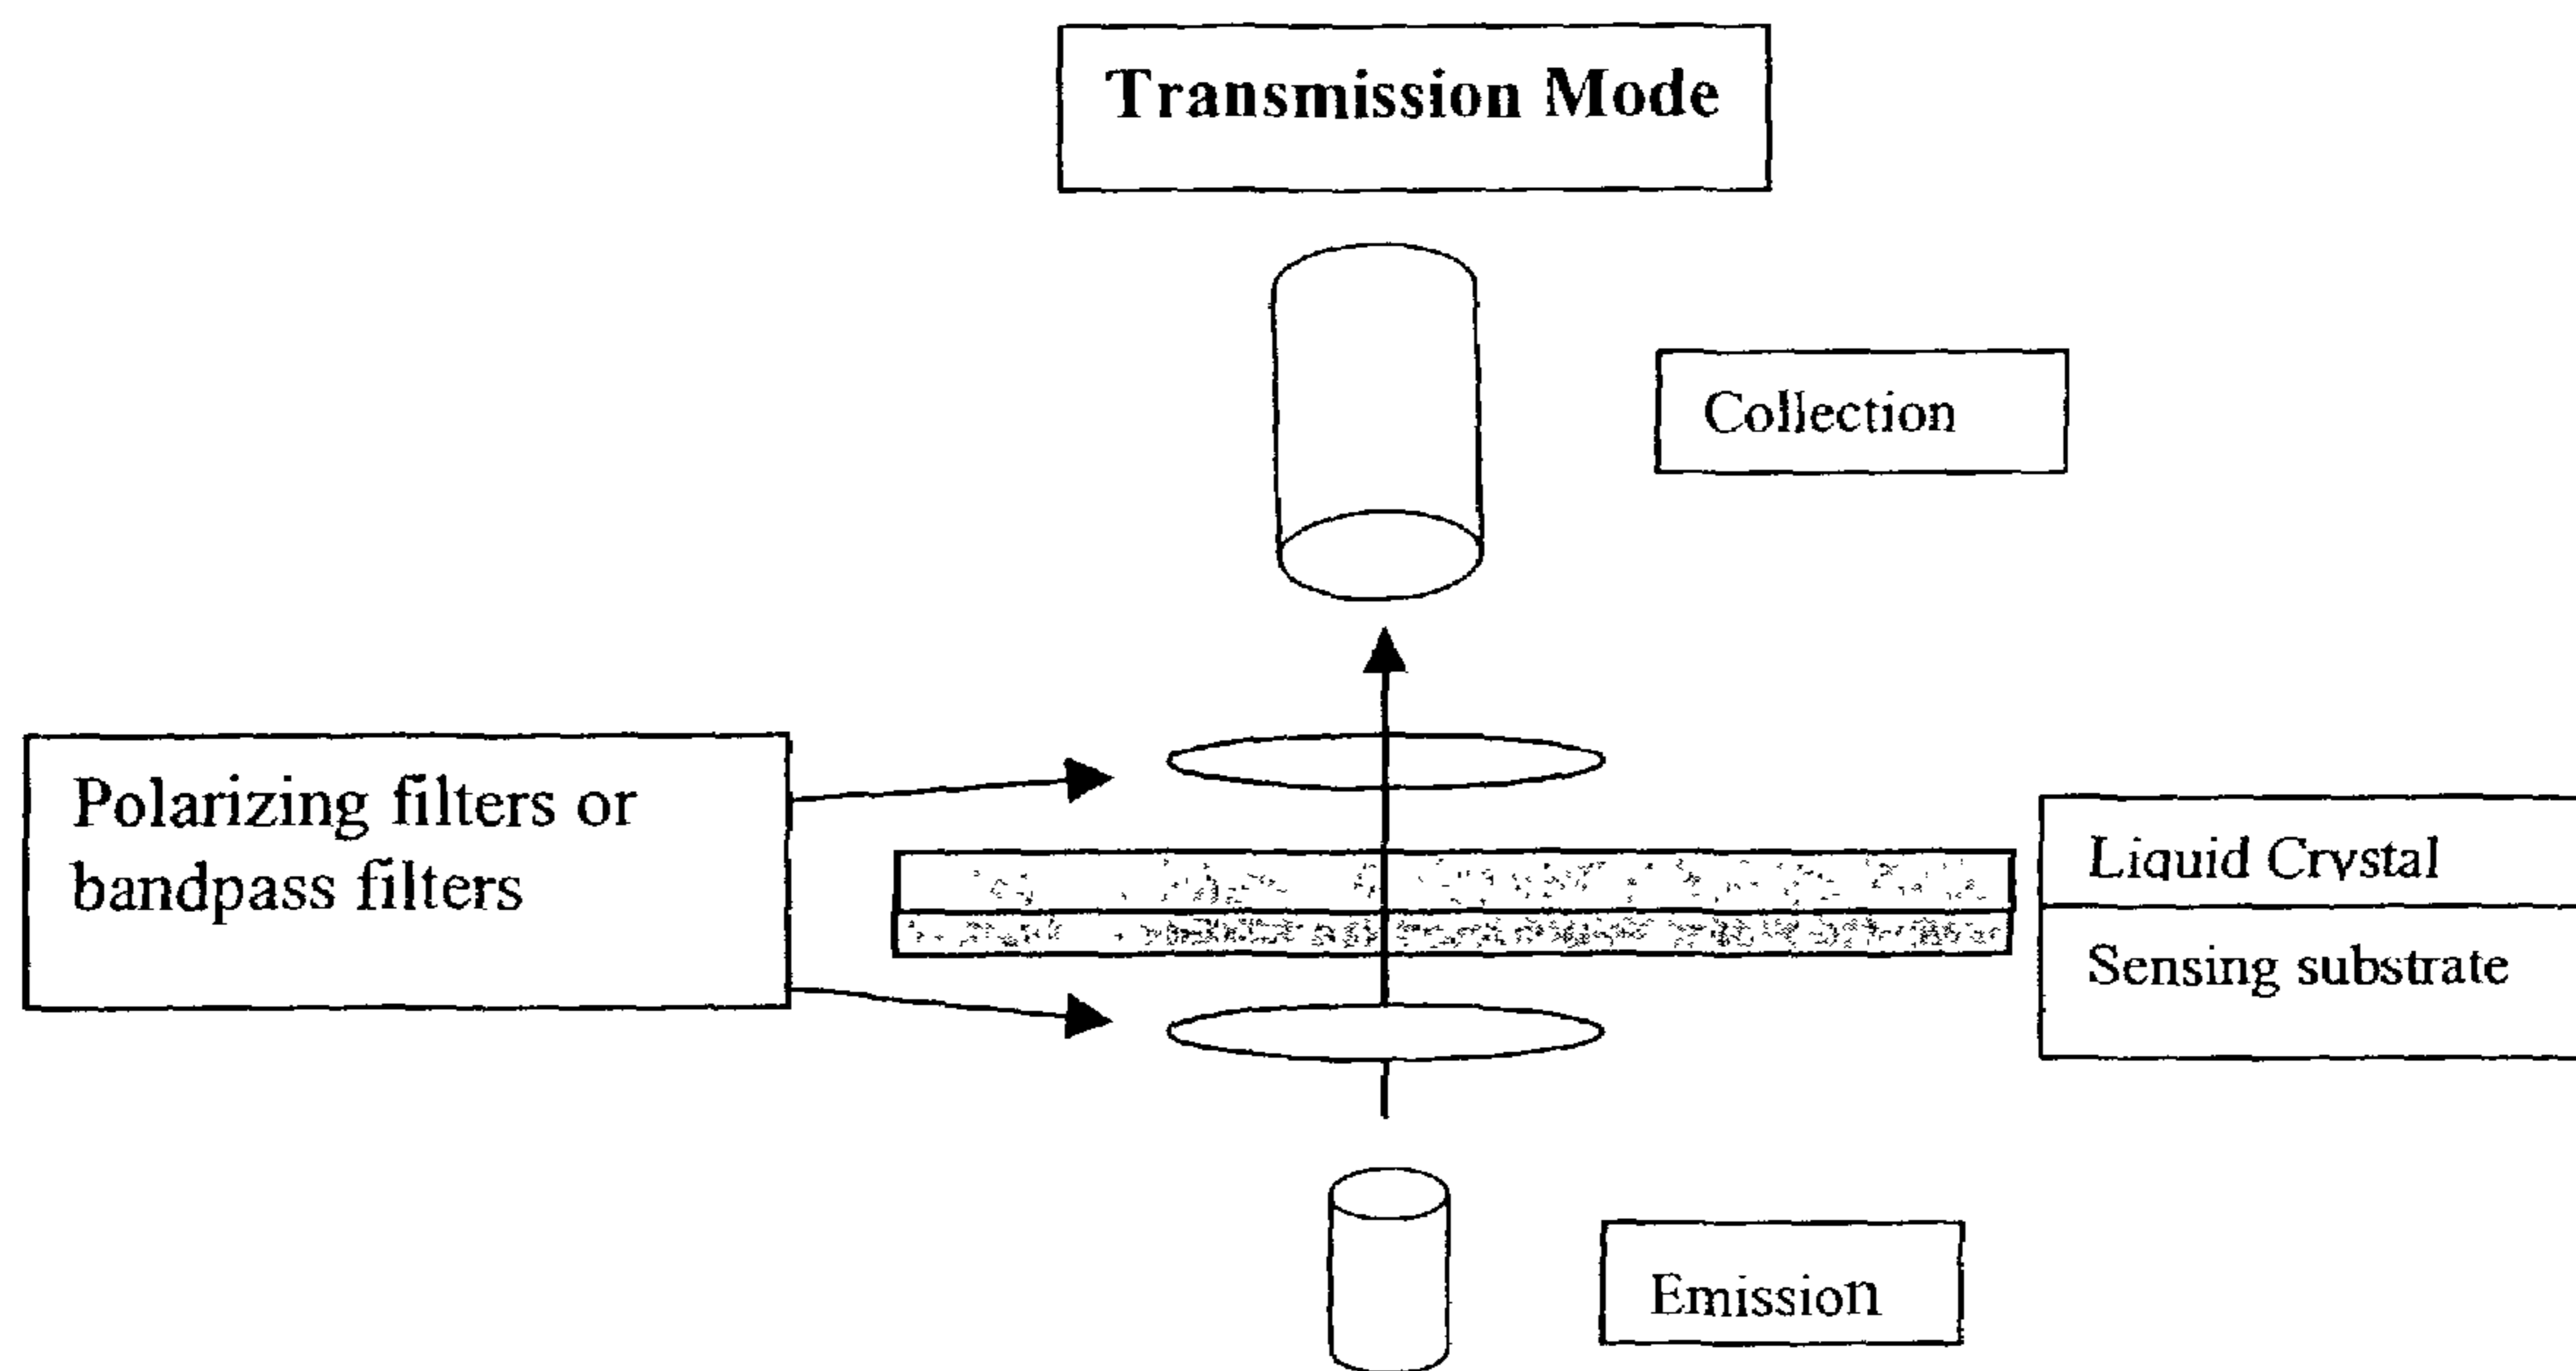 Transmission Mode
Collection
Polarizing filters or
bandpass filters
Liquid Crystal
Sensing substrate
Emission